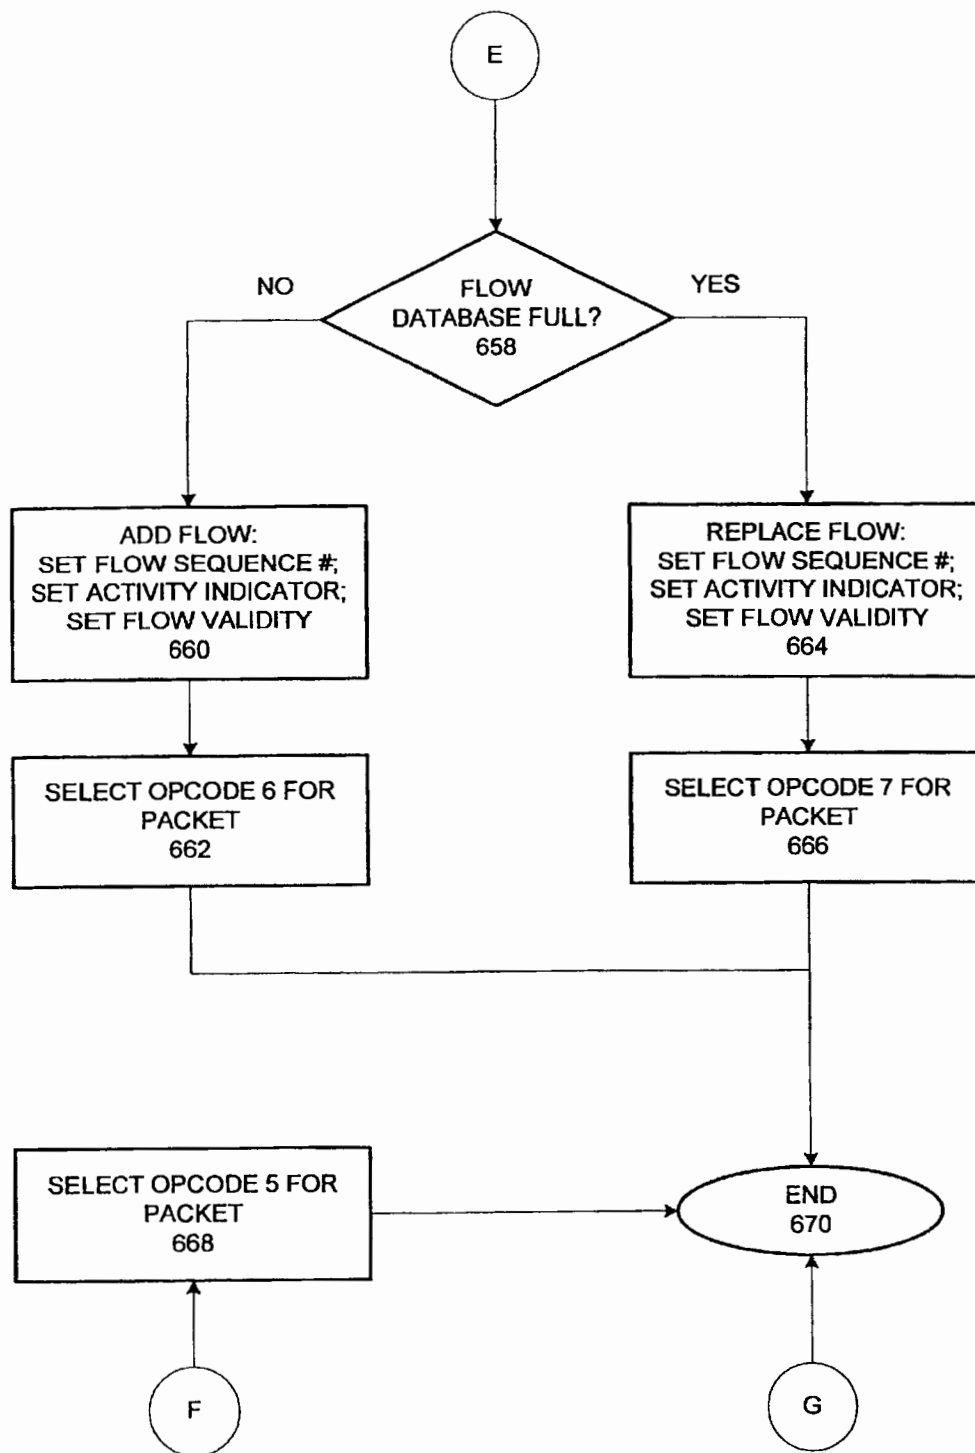 E
FLOW
DATABASE FULL?
658
NO
YES
ADD FLOW:
SET FLOW SEQUENCE #;
SET ACTIVITY INDICATOR;
SET FLOW VALIDITY
660
REPLACE FLOW:
SET FLOW SEQUENCE #;
SET ACTIVITY INDICATOR;
SET FLOW VALIDITY
664
SELECT OPCODE 6 FOR
PACKET
662
SELECT OPCODE 7 FOR
PACKET
666
SELECT OPCODE 5 FOR
PACKET
668
END
670
F
G